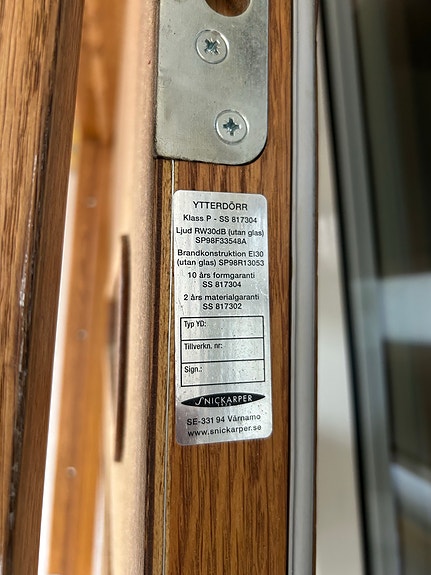 YTTERDÖRR
Klass P - SS 817304
Ljud RW30dB (utan glas)
SP98F33548A
Brandkonstruktion EI30
(utan glas) SP98R13053
10 års formgaranti
SS 817304
2 års materialgaranti
SS 817302
Typ YD:
Tillverkn. nr:
Sign.:
SNICKARPER
SE-331 94 Värnamo
www.snickarper.se